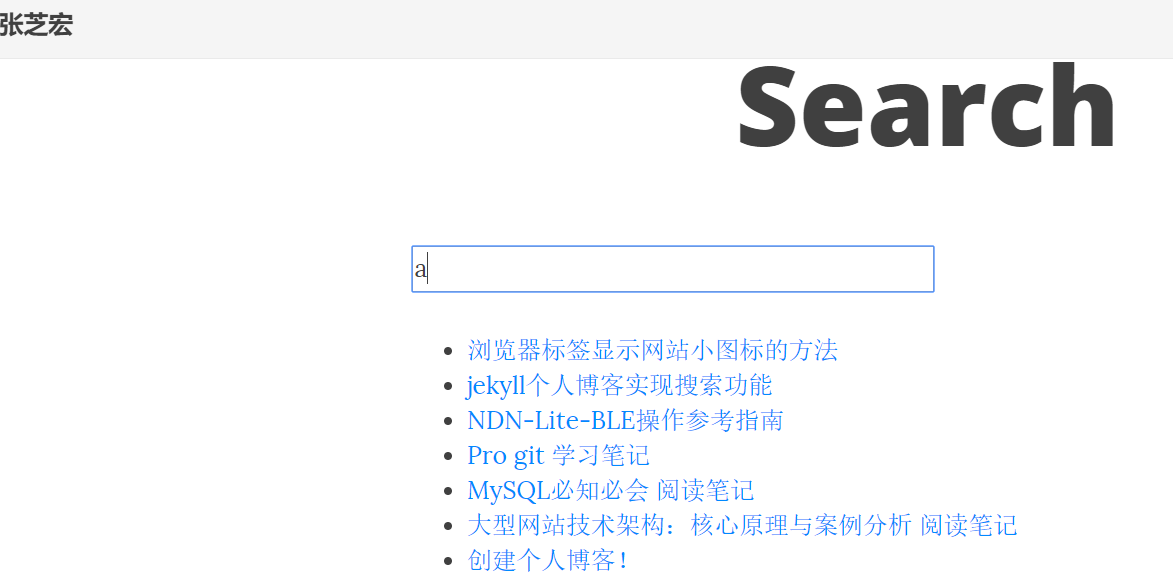 张芝宏
Search
a
浏览器标签显示网站小图标的方法
jekyll个人博客实现搜索功能
NDN-Lite-BLE操作参考指南
Pro git 学习笔记
MySQL必知必会 阅读笔记
大型网站技术架构：核心原理与案例分析 阅读笔记
创建个人博客！